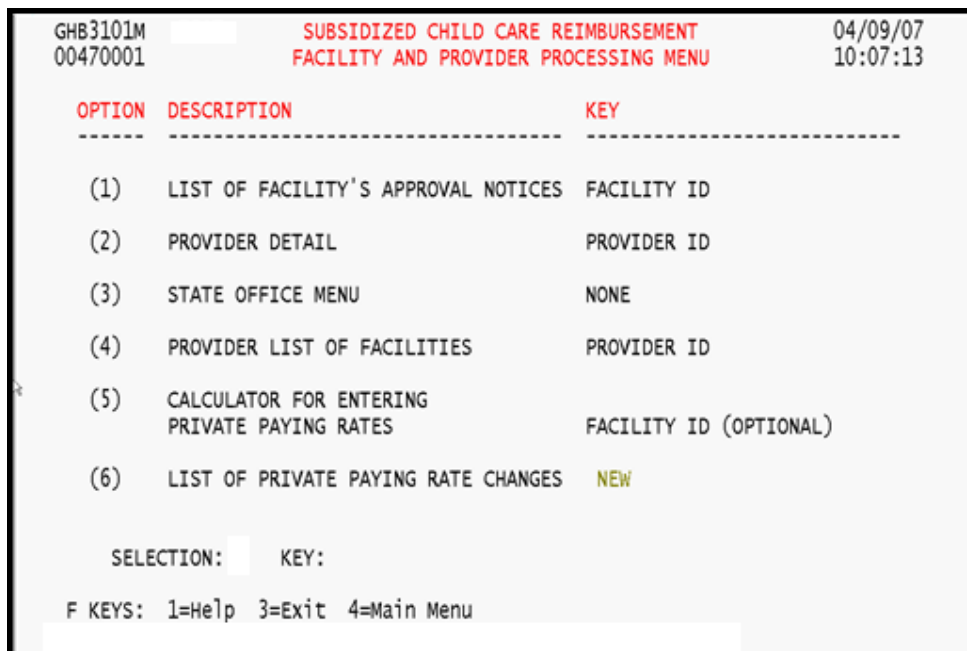 GHB3101M SUBSIDIZED CHILD CARE REIMBURSEMENT 04/09/07
00470001 FACILITY AND PROVIDER PROCESSING MENU 10:07:13
OPTION DESCRIPTION KEY
------ ----------------------------------- ----------------------------
(1) LIST OF FACILITY'S APPROVAL NOTICES FACILITY ID
(2) PROVIDER DETAIL PROVIDER ID
(3) STATE OFFICE MENU NONE
(4) PROVIDER LIST OF FACILITIES PROVIDER ID
(5) CALCULATOR FOR ENTERING
PRIVATE PAYING RATES FACILITY ID (OPTIONAL)
(6) LIST OF PRIVATE PAYING RATE CHANGES NEW
SELECTION: KEY:
F KEYS: 1=Help 3=Exit 4=Main Menu